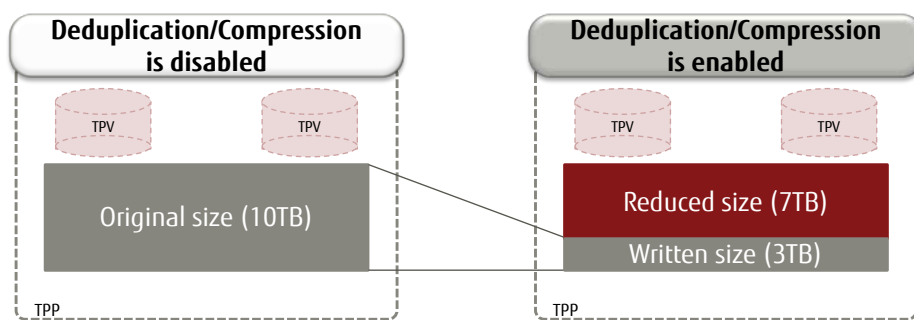 Deduplication/Compression
is disabled
TPV
TPV
Original size (10TB)
TPP
Deduplication/Compression
is enabled
TPV
TPV
Reduced size (7TB)
Written size (3TB)
TPP